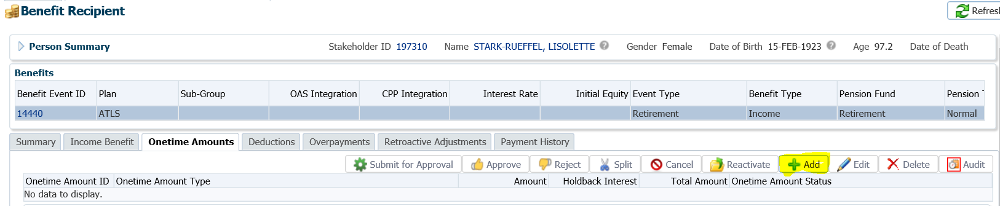 Benefit Recipient
Refresh
Person Summary Stakeholder ID 197310 Name STARK-RUEFFEL, LISOLETTE Gender Female Date of Birth 15-FEB-1923 Age 97.2 Date of Death
Benefits
Benefit Event ID Plan Sub-Group OAS Integration CPP Integration Interest Rate Initial Equity Event Type Benefit Type Pension Fund Pension T
14440 ATLS Retirement Income Retirement Normal
Summary Income Benefit Onetime Amounts Deductions Overpayments Retroactive Adjustments Payment History
Submit for Approval Approve Reject Split Cancel Reactivate Add Edit Delete Audit
Onetime Amount ID Onetime Amount Type Amount Holdback Interest Total Amount Onetime Amount Status
No data to display.